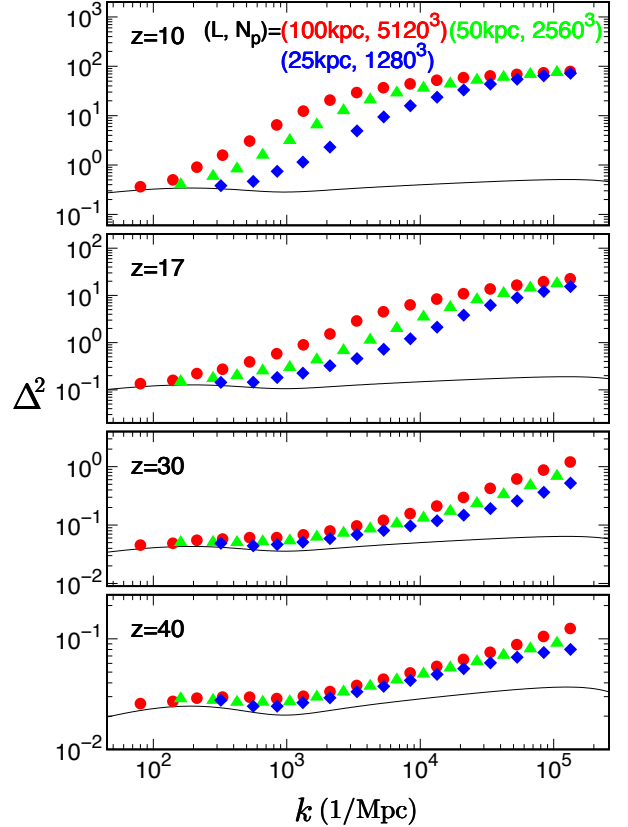 z=10 (L, Nₚ)=(100kpc, 5120³)(50kpc, 2560³)
(25kpc, 1280³)
10³
10²
10¹
10⁰
10⁻¹
z=17
10²
10¹
10⁰
10⁻¹
Δ²
z=30
10⁰
10⁻¹
10⁻²
z=40
10⁻¹
10⁻²
10² 10³ 10⁴ 10⁵
k (1/Mpc)